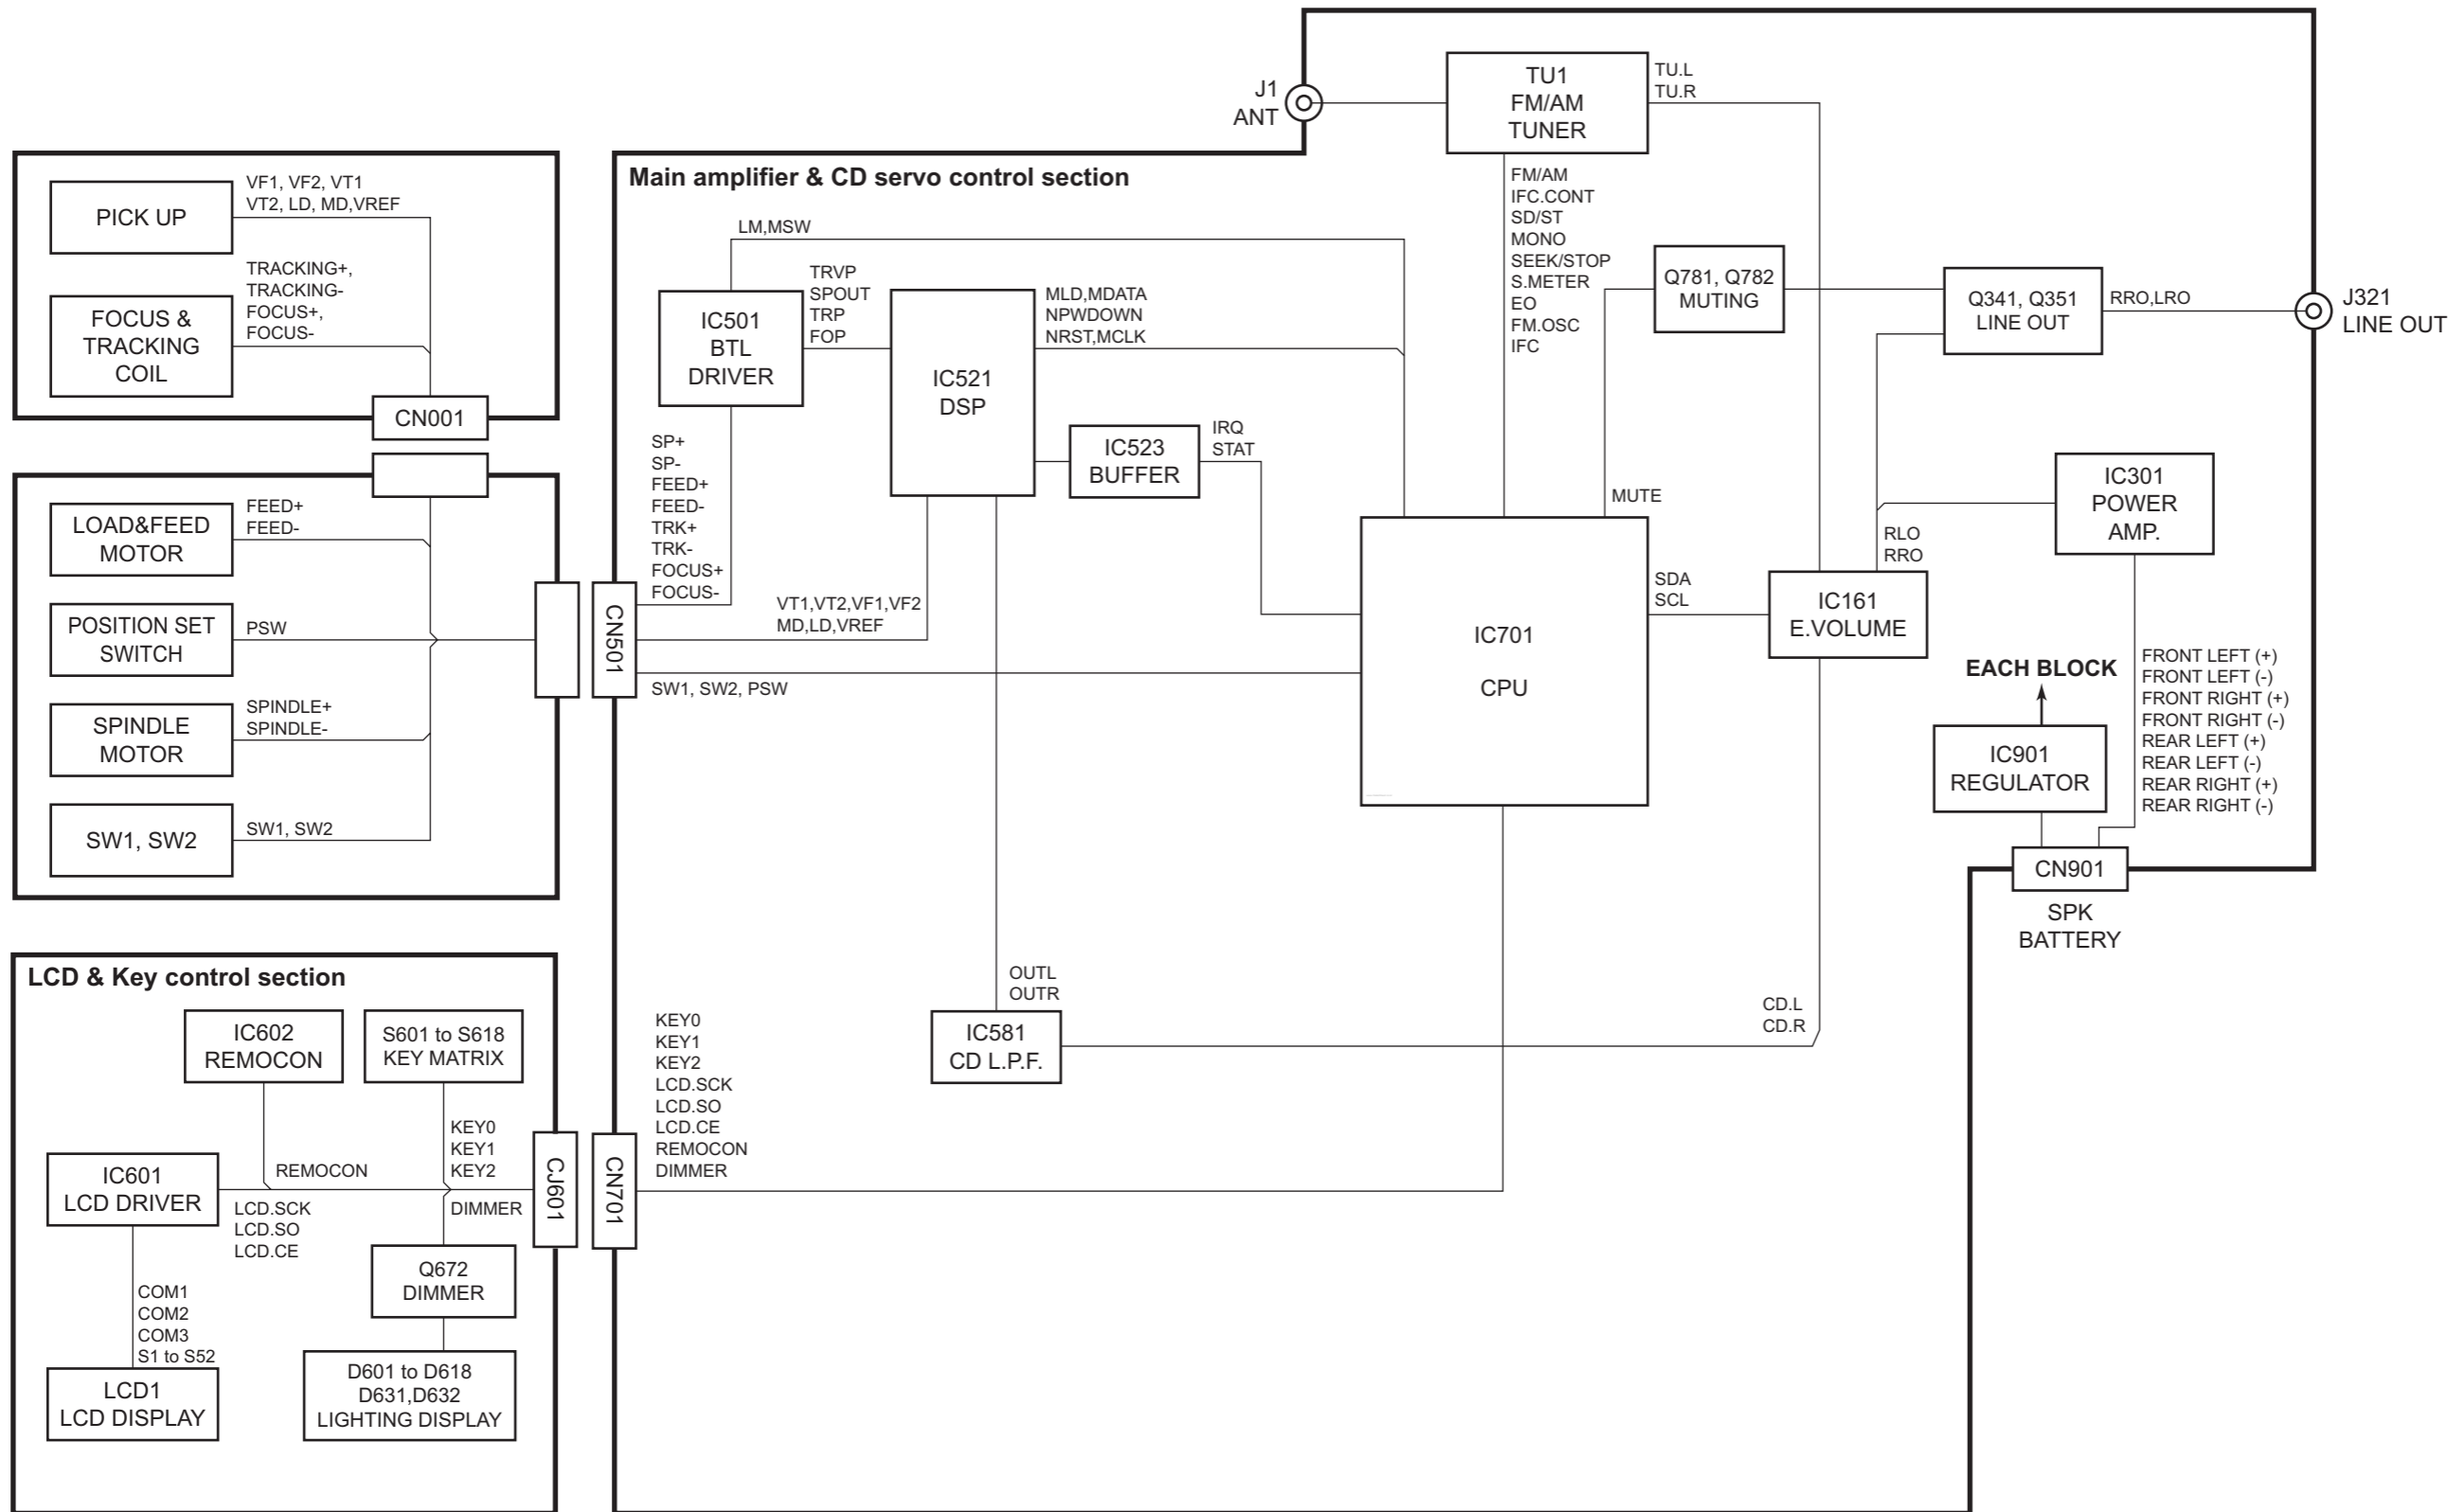 J1
ANT
TU1
FM/AM
TUNER
TU.L
TU.R
FM/AM
IFC.CONT
SD/ST
MONO
SEEK/STOP
S.METER
EO
FM.OSC
IFC
PICK UP
VF1, VF2, VT1
VT2, LD, MD,VREF
FOCUS &
TRACKING
COIL
TRACKING+,
TRACKING-
FOCUS+,
FOCUS-
CN001
LOAD&FEED
MOTOR
FEED+
FEED-
POSITION SET
SWITCH
PSW
SPINDLE
MOTOR
SPINDLE+
SPINDLE-
SW1, SW2
SW1, SW2
Main amplifier & CD servo control section
LM,MSW
IC501
BTL
DRIVER
TRVP
SPOUT
TRP
FOP
IC521
DSP
MLD,MDATA
NPWDOWN
NRST,MCLK
IC523
BUFFER
IRQ
STAT
SP+
SP-
FEED+
FEED-
TRK+
TRK-
FOCUS+
FOCUS-
CN501
VT1,VT2,VF1,VF2
MD,LD,VREF
SW1, SW2, PSW
Q781, Q782
MUTING
MUTE
Q341, Q351
LINE OUT
RRO,LRO
J321
LINE OUT
IC701
CPU
SDA
SCL
IC161
E.VOLUME
RLO
RRO
IC301
POWER
AMP.
EACH BLOCK
IC901
REGULATOR
FRONT LEFT (+)
FRONT LEFT (-)
FRONT RIGHT (+)
FRONT RIGHT (-)
REAR LEFT (+)
REAR LEFT (-)
REAR RIGHT (+)
REAR RIGHT (-)
CN901
SPK
BATTERY
OUTL
OUTR
IC581
CD L.P.F.
CD.L
CD.R
LCD & Key control section
IC602
REMOCON
S601 to S618
KEY MATRIX
KEY0
KEY1
KEY2
IC601
LCD DRIVER
REMOCON
LCD.SCK
LCD.SO
LCD.CE
DIMMER
CJ601
CN701
KEY0
KEY1
KEY2
LCD.SCK
LCD.SO
LCD.CE
REMOCON
DIMMER
COM1
COM2
COM3
S1 to S52
Q672
DIMMER
LCD1
LCD DISPLAY
D601 to D618
D631,D632
LIGHTING DISPLAY